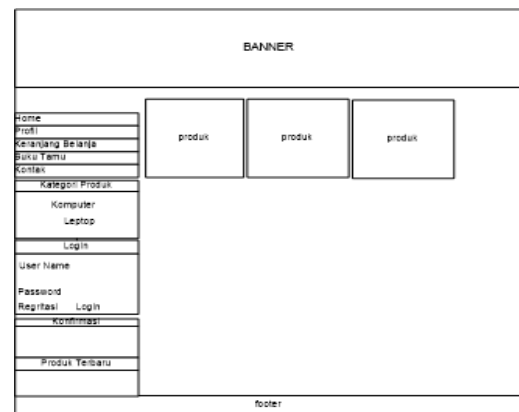 BANNER
Home
Profil
Keranjang Belanja
Buku Tamu
Kontak
produk
produk
produk
Kategori Produk
Komputer
Leptop
Login
User Name
Password
Regritasi Login
Konfirmasi
Produk Terbaru
footer